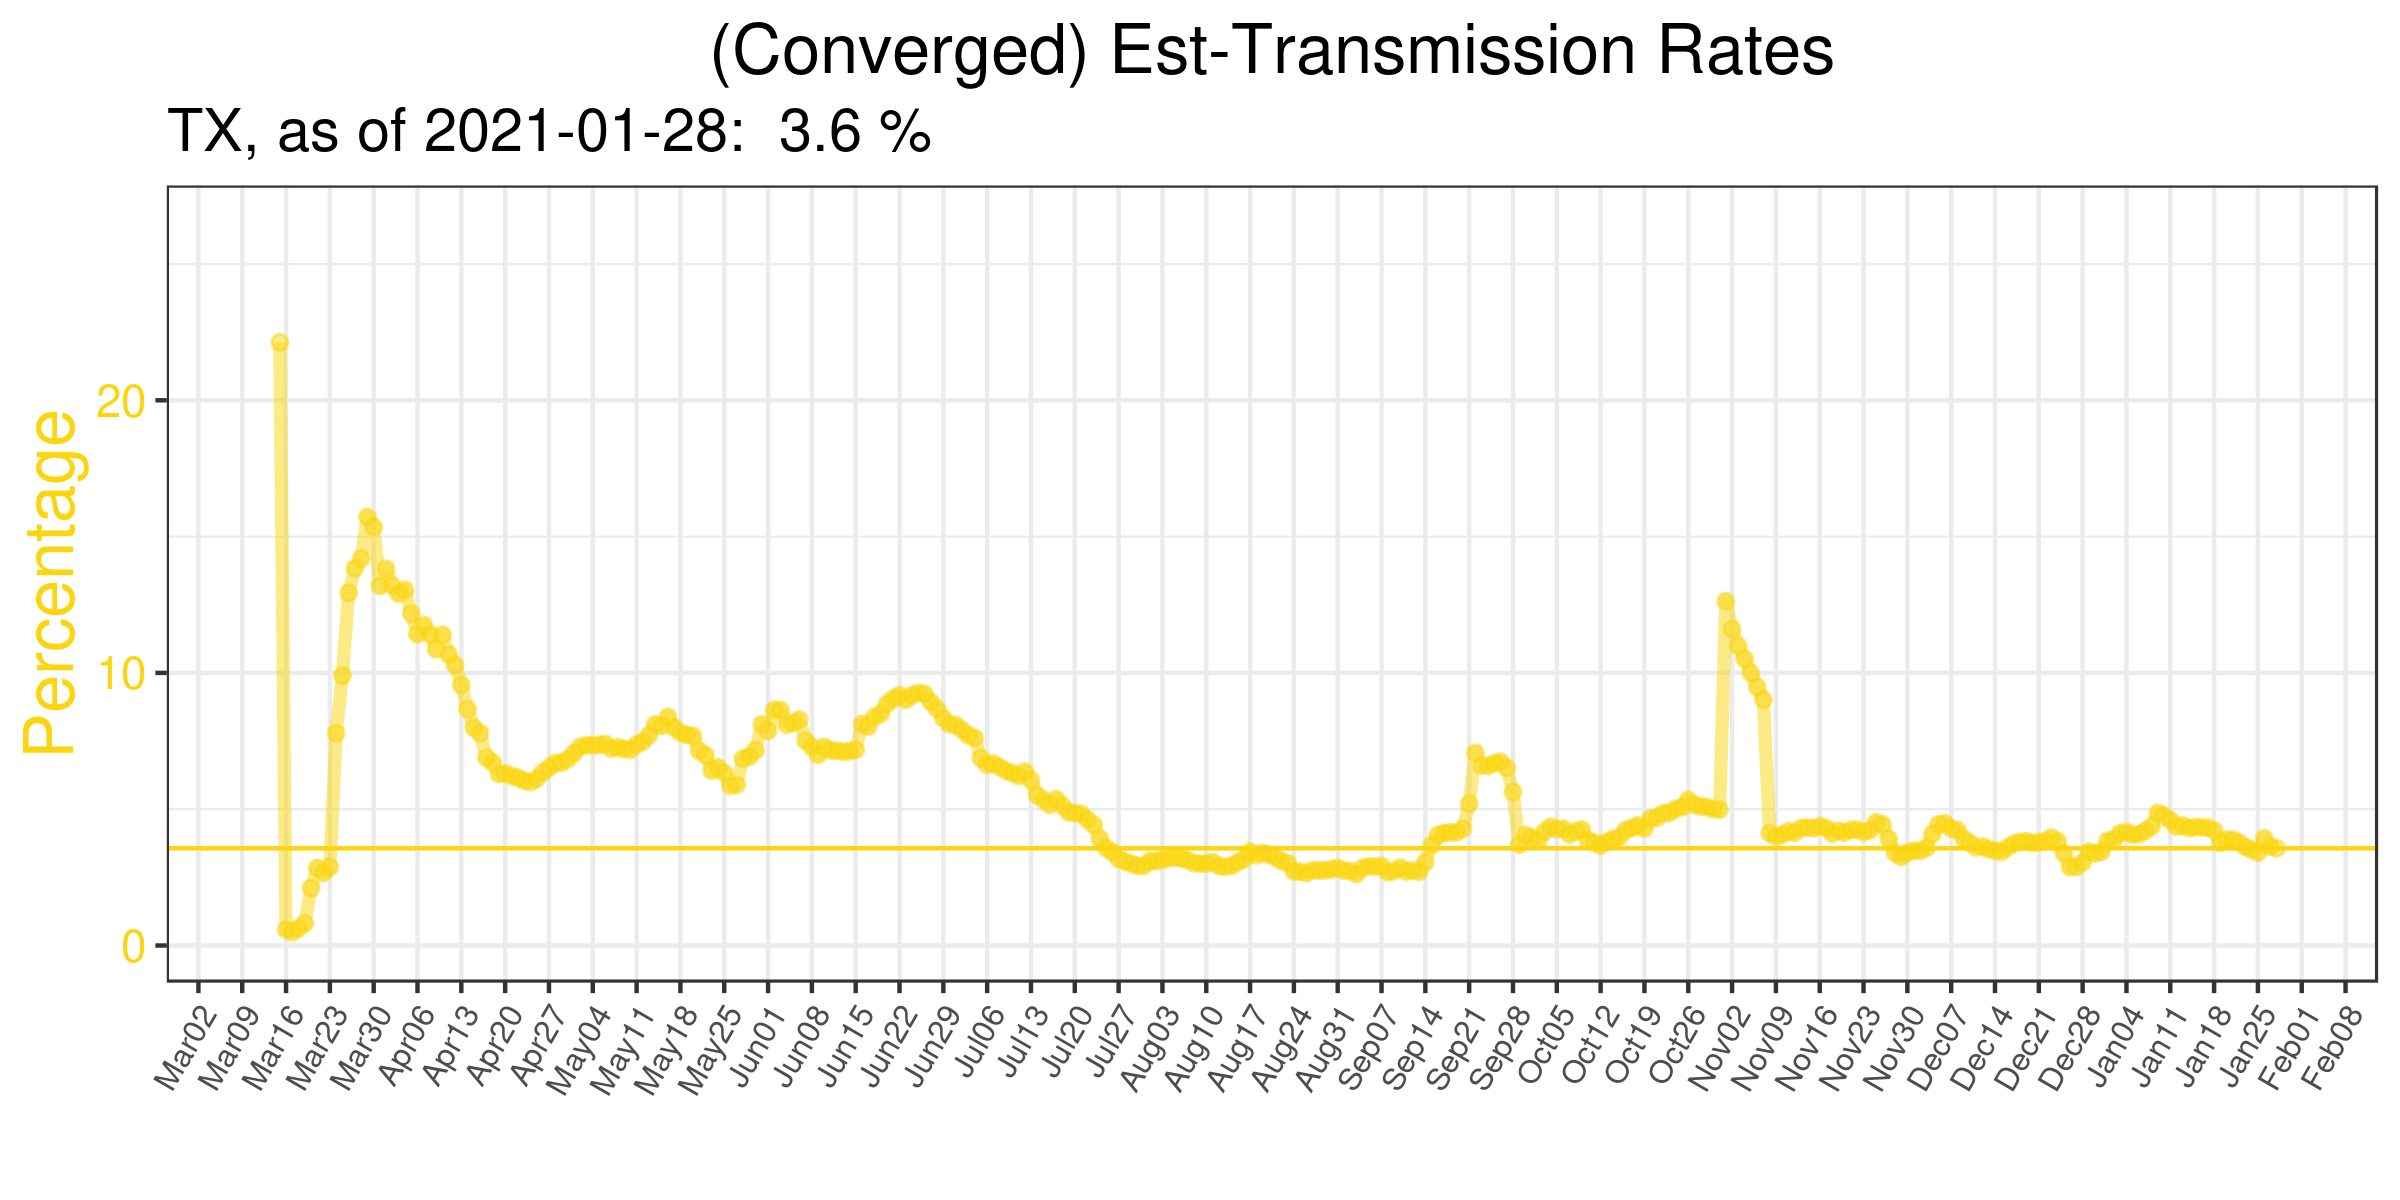 (Converged) Est-Transmission Rates
TX, as of 2021-01-28:  3.6 %
Percentage
20
10
0
Mar02
Mar09
Mar16
Mar23
Mar30
Apr06
Apr13
Apr20
Apr27
May04
May11
May18
May25
Jun01
Jun08
Jun15
Jun22
Jun29
Jul06
Jul13
Jul20
Jul27
Aug03
Aug10
Aug17
Aug24
Aug31
Sep07
Sep14
Sep21
Sep28
Oct05
Oct12
Oct19
Oct26
Nov02
Nov09
Nov16
Nov23
Nov30
Dec07
Dec14
Dec21
Dec28
Jan04
Jan11
Jan18
Jan25
Feb01
Feb08